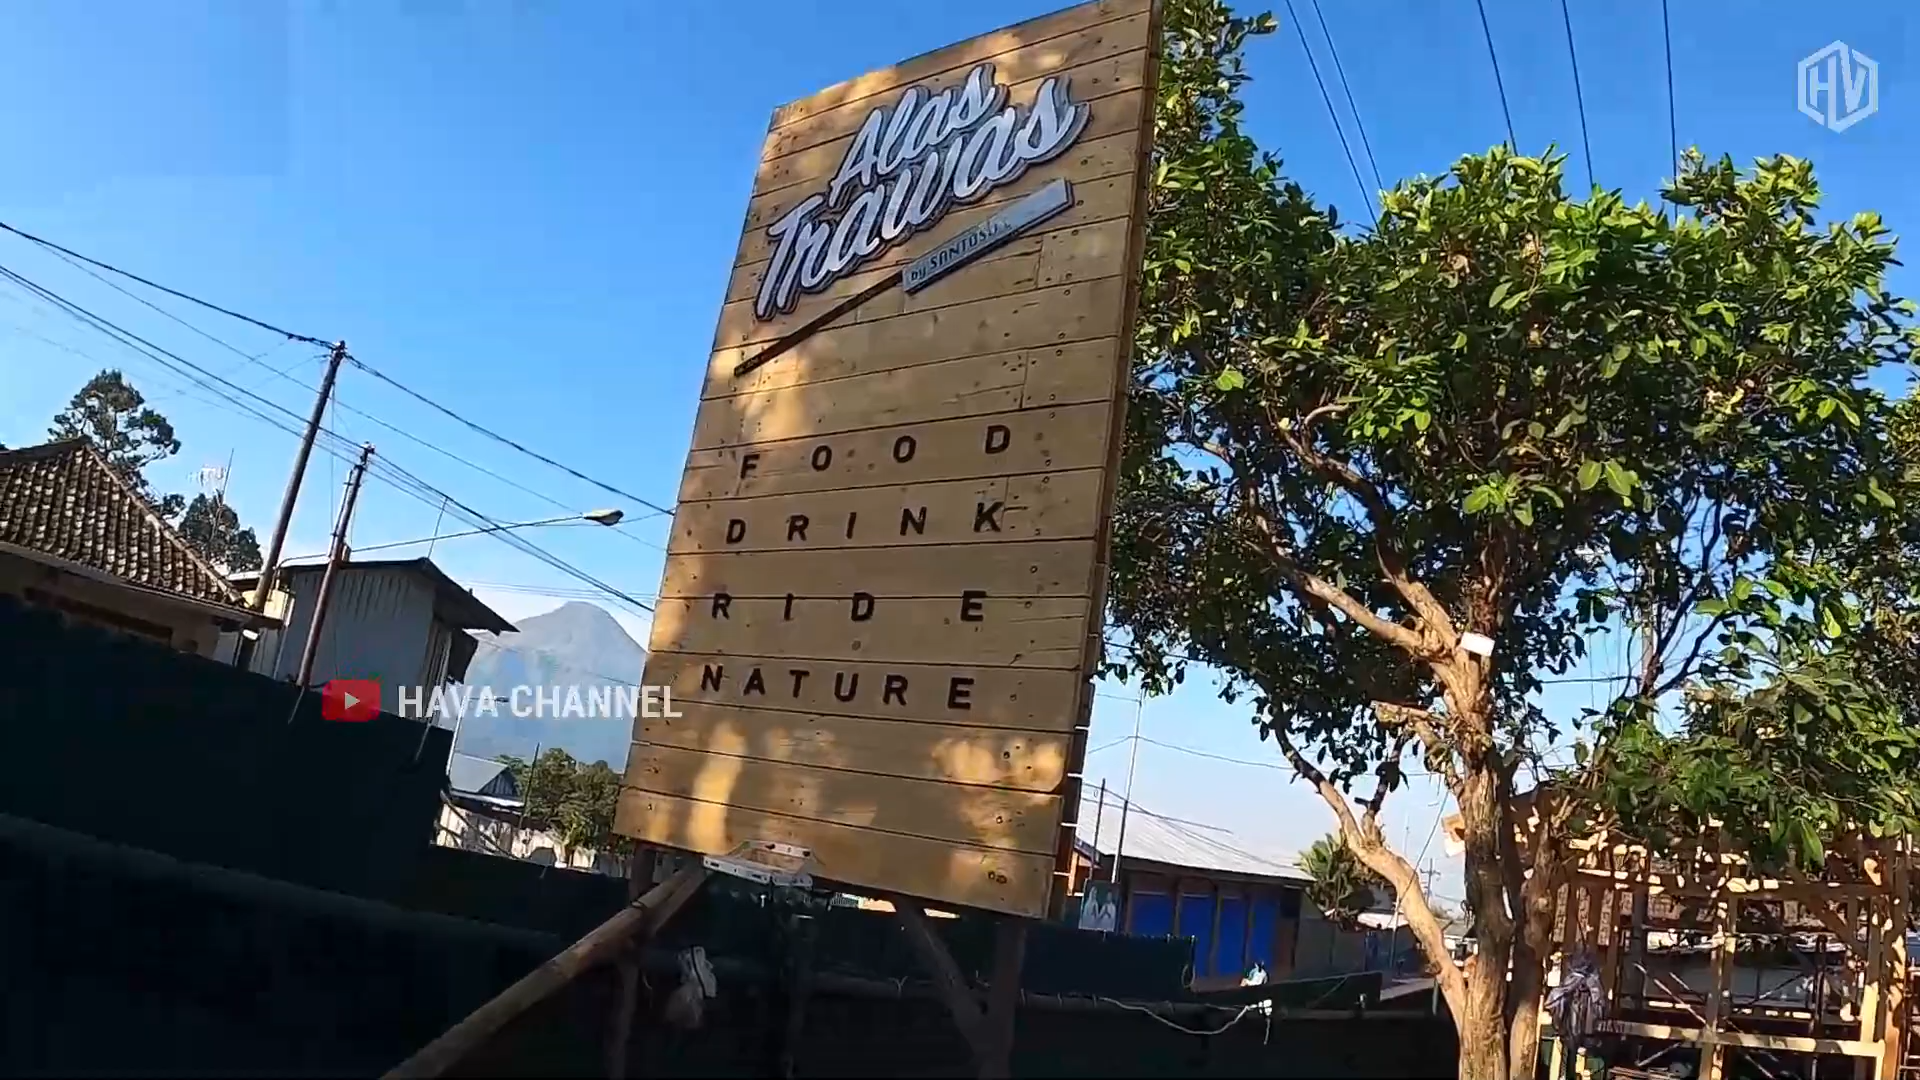 Alas
Trawas
by SANTOSO
FOOD
DRINK
RIDE
NATURE
HAVA CHANNEL
HV